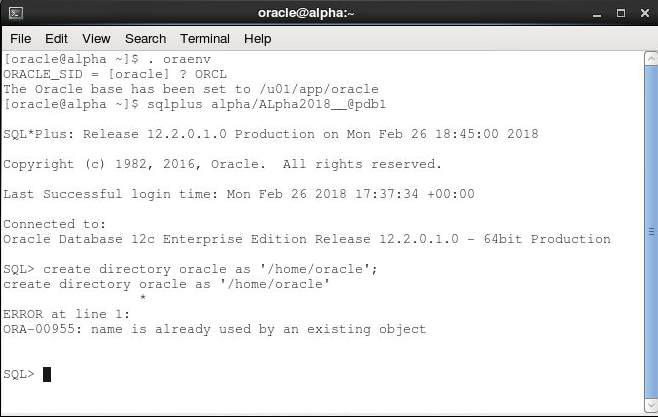 oracle@alpha:~
File Edit View Search Terminal Help
[oracle@alpha ~]$ . oraenv
ORACLE_SID = [oracle] ? ORCL
The Oracle base has been set to /u01/app/oracle
[oracle@alpha ~]$ sqlplus alpha/ALpha2018__@pdb1
SQL*Plus: Release 12.2.0.1.0 Production on Mon Feb 26 18:45:00 2018
Copyright (c) 1982, 2016, Oracle.  All rights reserved.
Last Successful login time: Mon Feb 26 2018 17:37:34 +00:00
Connected to:
Oracle Database 12c Enterprise Edition Release 12.2.0.1.0 - 64bit Production
SQL> create directory oracle as '/home/oracle';
create directory oracle as '/home/oracle'
*
ERROR at line 1:
ORA-00955: name is already used by an existing object
SQL>